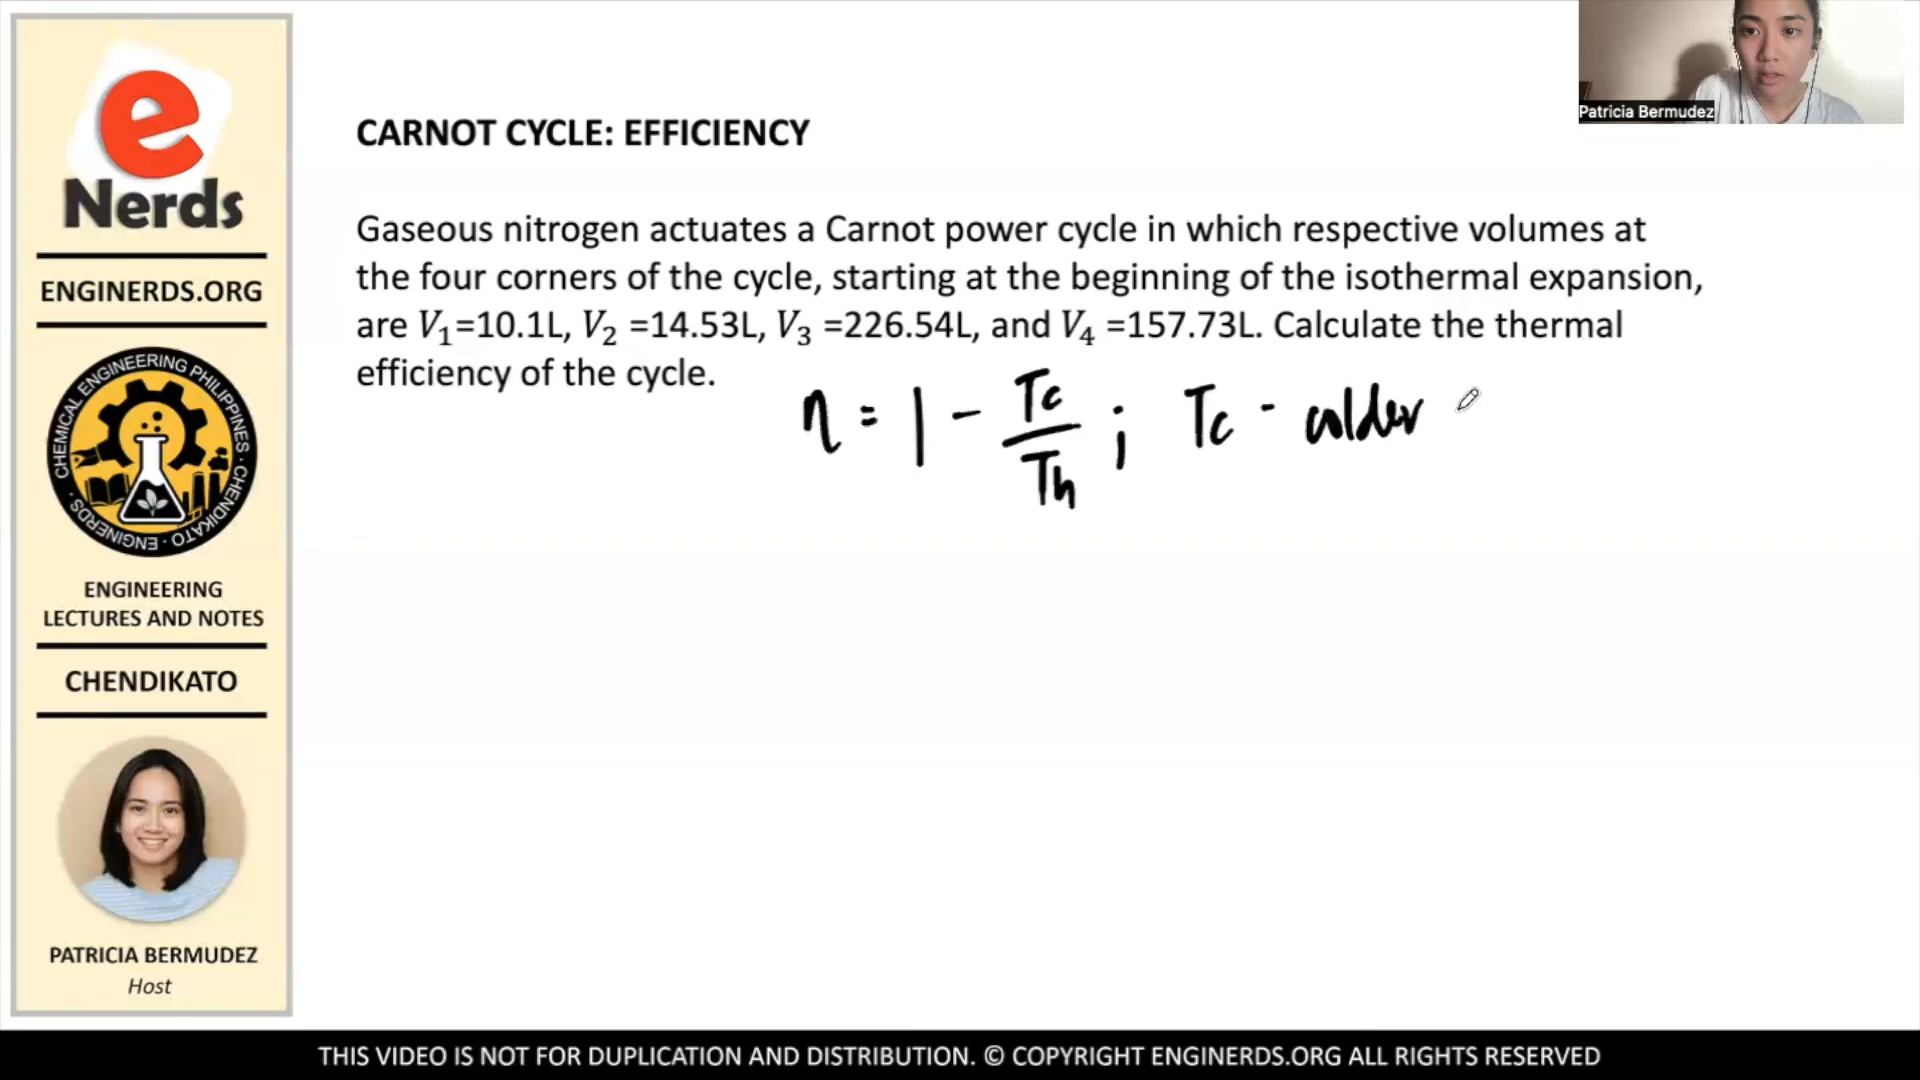 e
Nerds
ENGINERDS.ORG
CHEMICAL ENGINEERING PHILIPPINES · CHENDIKATO · ENGINERDS ·
ENGINEERING
LECTURES AND NOTES
CHENDIKATO
PATRICIA BERMUDEZ
Host
Patricia Bermudez
CARNOT CYCLE: EFFICIENCY
Gaseous nitrogen actuates a Carnot power cycle in which respective volumes at
the four corners of the cycle, starting at the beginning of the isothermal expansion,
are V₁=10.1L, V₂ =14.53L, V₃ =226.54L, and V₄ =157.73L. Calculate the thermal
efficiency of the cycle.
η = 1 - Tc/Th ; Tc - colder
THIS VIDEO IS NOT FOR DUPLICATION AND DISTRIBUTION. © COPYRIGHT ENGINERDS.ORG ALL RIGHTS RESERVED